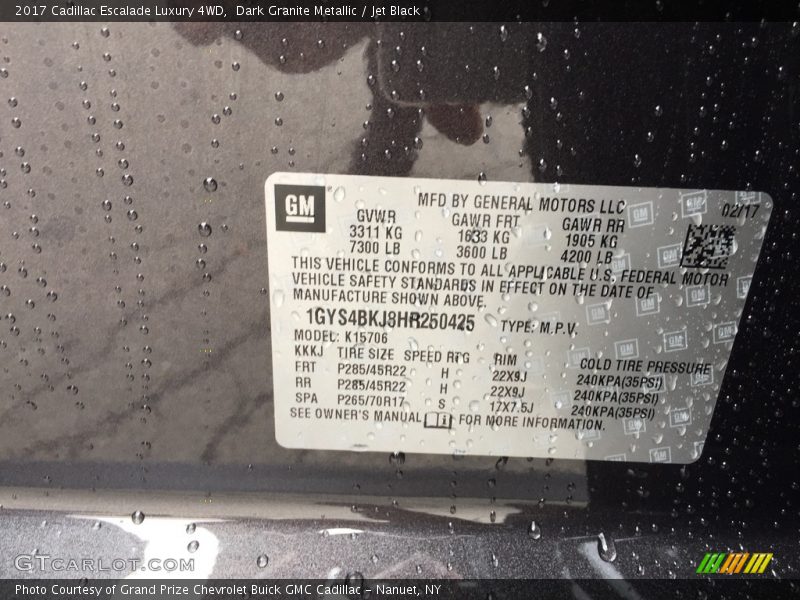 2017 Cadillac Escalade Luxury 4WD,  Dark Granite Metallic / Jet Black
GM
MFD BY GENERAL MOTORS LLC
02/17
GVWR GAWR FRT GAWR RR
3311 KG 1633 KG 1905 KG
7300 LB 3600 LB 4200 LB
THIS VEHICLE CONFORMS TO ALL APPLICABLE U.S. FEDERAL MOTOR
VEHICLE SAFETY STANDARDS IN EFFECT ON THE DATE OF
MANUFACTURE SHOWN ABOVE.
1GYS4BKJ8HR250425 TYPE: M.P.V.
MODEL: K15706
KKKJ TIRE SIZE SPEED RTG RIM COLD TIRE PRESSURE
FRT P285/45R22 H 22X9J 240KPA(35PSI)
RR P285/45R22 H 22X9J 240KPA(35PSI)
SPA P265/70R17 S 17X7.5J 240KPA(35PSI)
SEE OWNER'S MANUAL FOR MORE INFORMATION.
GTcarlot.com
Photo Courtesy of Grand Prize Chevrolet Buick GMC Cadillac - Nanuet, NY